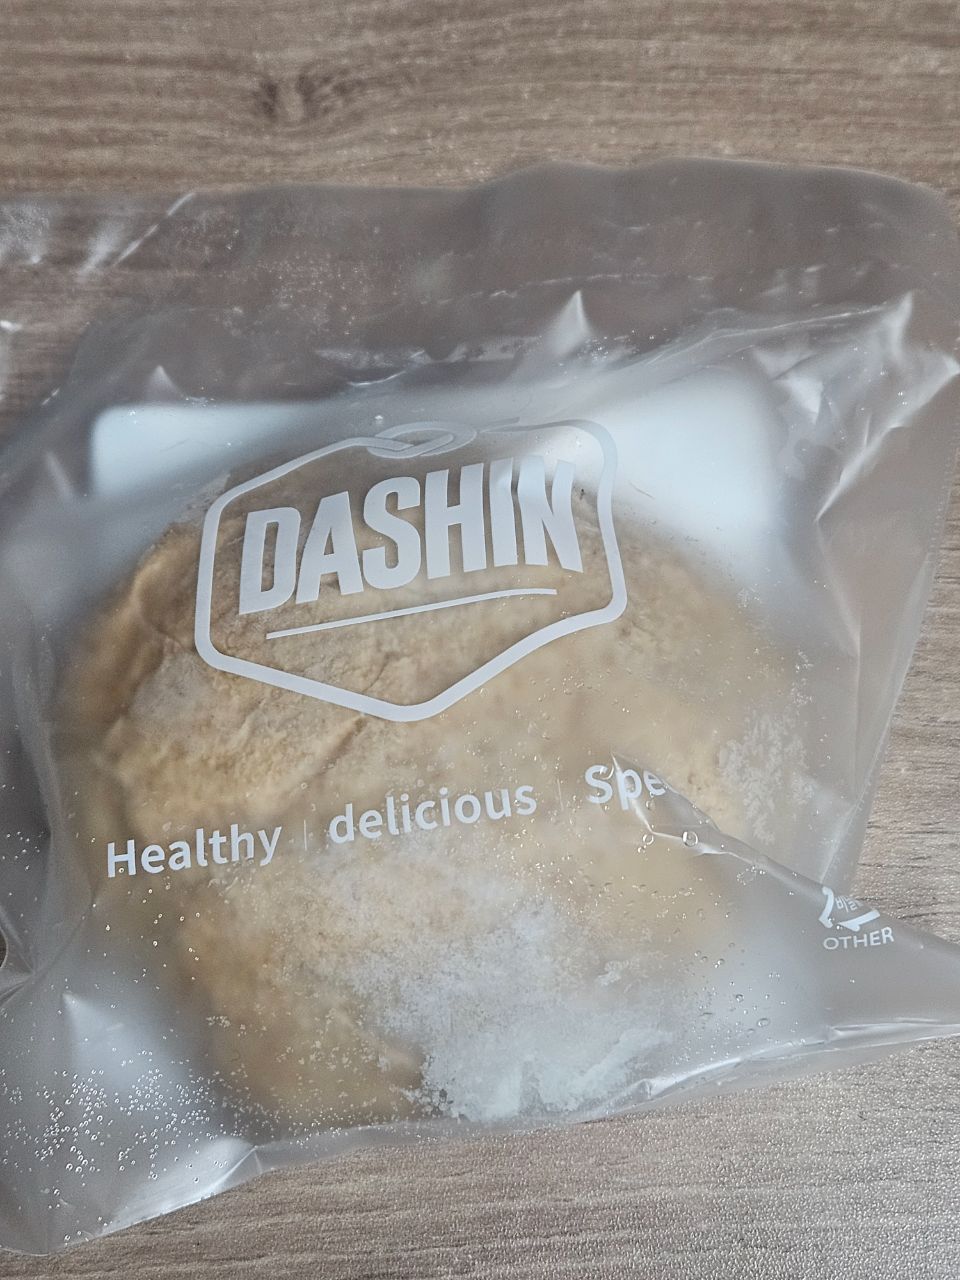 DASHIN
Healthy | delicious | Spe
OTHER